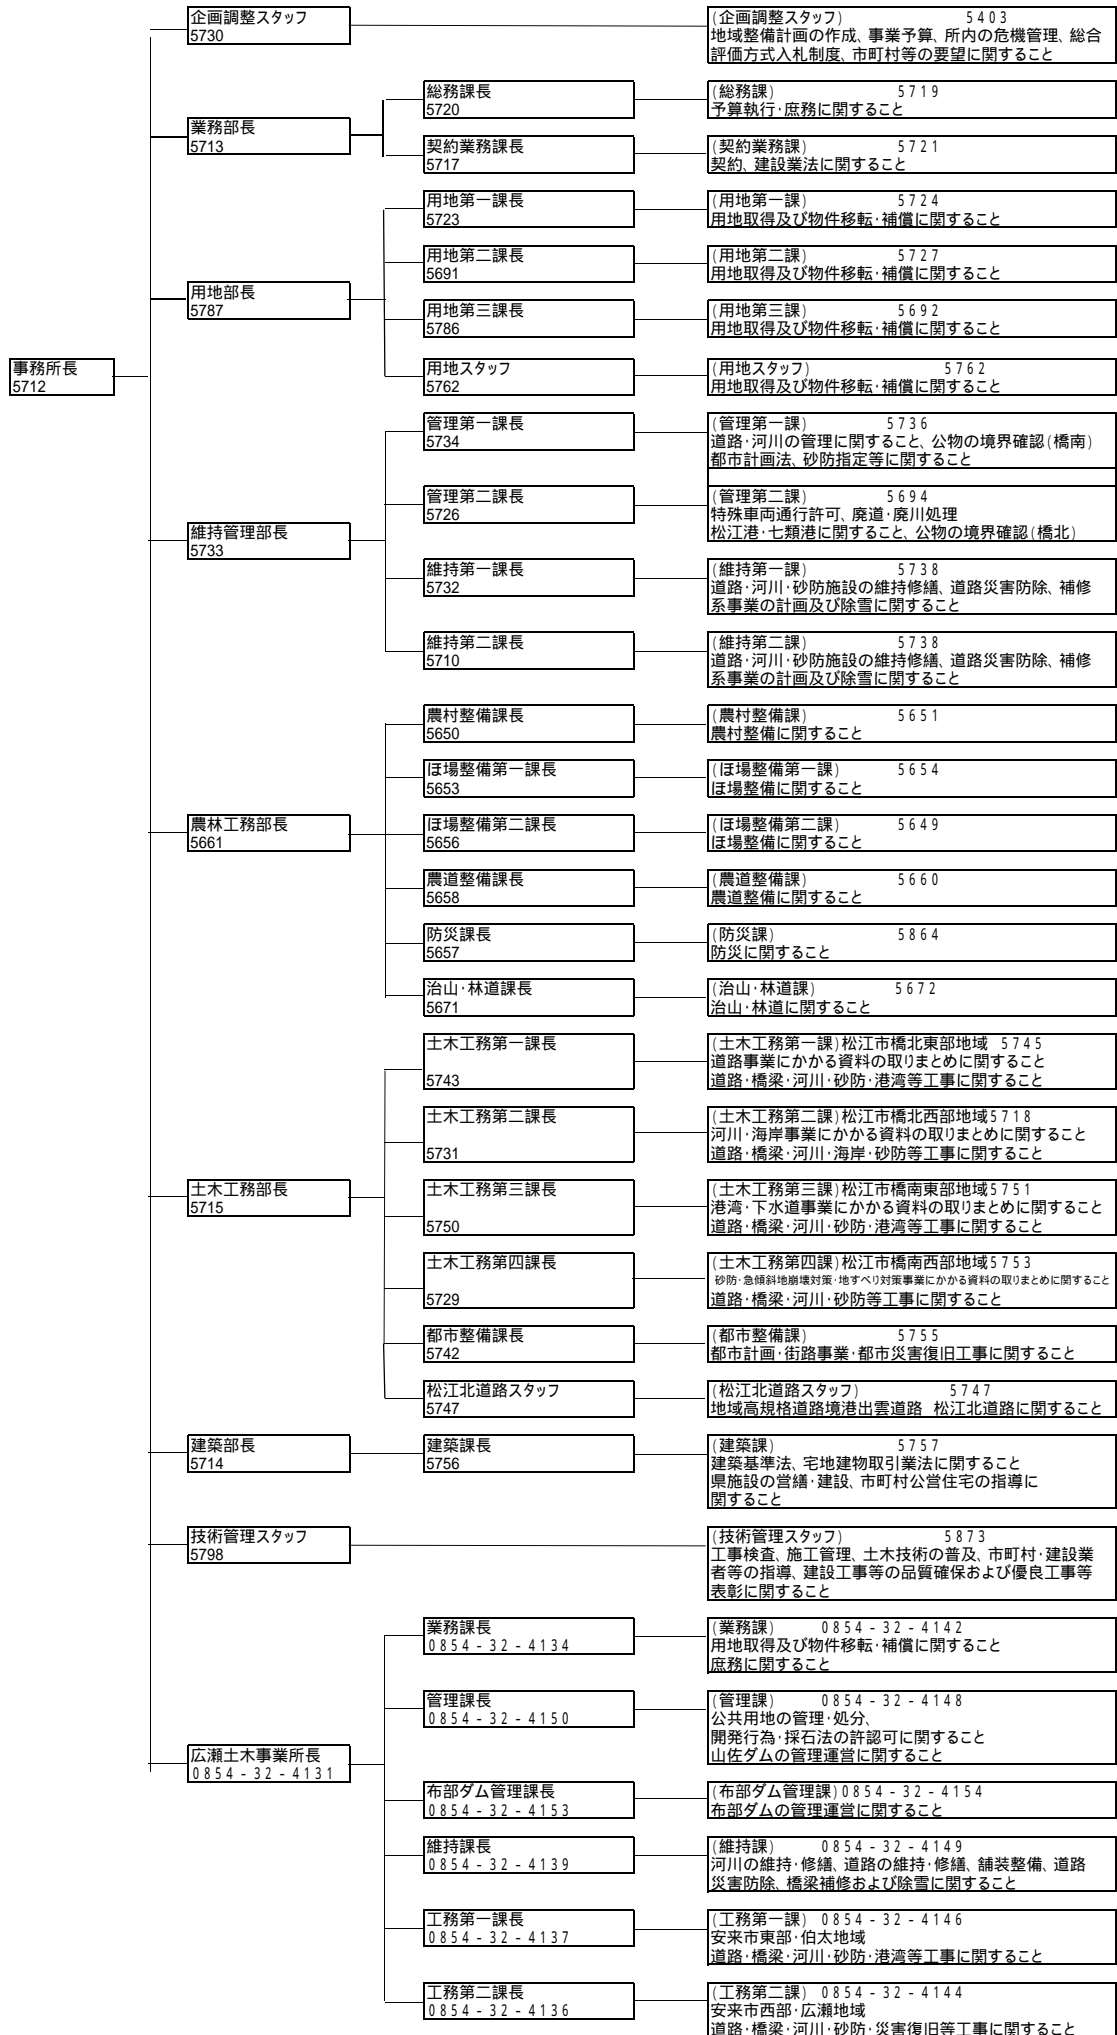 企画調整スタッフ
5730
(企画調整スタッフ) 5403
地域整備計画の作成、事業予算、所内の危機管理、総合
評価方式入札制度、市町村等の要望に関すること
業務部長
5713
総務課長
5720
(総務課) 5719
予算執行・庶務に関すること
契約業務課長
5717
(契約業務課) 5721
契約、建設業法に関すること
用地部長
5787
用地第一課長
5723
(用地第一課) 5724
用地取得及び物件移転・補償に関すること
用地第二課長
5691
(用地第二課) 5727
用地取得及び物件移転・補償に関すること
用地第三課長
5786
(用地第三課) 5692
用地取得及び物件移転・補償に関すること
用地スタッフ
5762
(用地スタッフ) 5762
用地取得及び物件移転・補償に関すること
事務所長
5712
維持管理部長
5733
管理第一課長
5734
(管理第一課) 5736
道路・河川の管理に関すること、公物の境界確認(橋南)
都市計画法、砂防指定等に関すること
管理第二課長
5726
(管理第二課) 5694
特殊車両通行許可、廃道・廃川処理
松江港・七類港に関すること、公物の境界確認(橋北)
維持第一課長
5732
(維持第一課) 5738
道路・河川・砂防施設の維持修繕、道路災害防除、補修
系事業の計画及び除雪に関すること
維持第二課長
5710
(維持第二課) 5738
道路・河川・砂防施設の維持修繕、道路災害防除、補修
系事業の計画及び除雪に関すること
農林工務部長
5661
農村整備課長
5650
(農村整備課) 5651
農村整備に関すること
ほ場整備第一課長
5653
(ほ場整備第一課) 5654
ほ場整備に関すること
ほ場整備第二課長
5656
(ほ場整備第二課) 5649
ほ場整備に関すること
農道整備課長
5658
(農道整備課) 5660
農道整備に関すること
防災課長
5657
(防災課) 5864
防災に関すること
治山・林道課長
5671
(治山・林道課) 5672
治山・林道に関すること
土木工務部長
5715
土木工務第一課長
5743
(土木工務第一課)松江市橋北東部地域 5745
道路事業にかかる資料の取りまとめに関すること
道路・橋梁・河川・砂防・港湾等工事に関すること
土木工務第二課長
5731
(土木工務第二課)松江市橋北西部地域5718
河川・海岸事業にかかる資料の取りまとめに関すること
道路・橋梁・河川・海岸・砂防等工事に関すること
土木工務第三課長
5750
(土木工務第三課)松江市橋南東部地域5751
港湾・下水道事業にかかる資料の取りまとめに関すること
道路・橋梁・河川・砂防・港湾等工事に関すること
土木工務第四課長
5729
(土木工務第四課)松江市橋南西部地域5753
砂防・急傾斜地崩壊対策・地すべり対策事業にかかる資料の取りまとめに関すること
道路・橋梁・河川・砂防等工事に関すること
都市整備課長
5742
(都市整備課) 5755
都市計画・街路事業・都市災害復旧工事に関すること
松江北道路スタッフ
5747
(松江北道路スタッフ) 5747
地域高規格道路境港出雲道路 松江北道路に関すること
建築部長
5714
建築課長
5756
(建築課) 5757
建築基準法、宅地建物取引業法に関すること
県施設の営繕・建設、市町村公営住宅の指導に
関すること
技術管理スタッフ
5798
(技術管理スタッフ) 5873
工事検査、施工管理、土木技術の普及、市町村・建設業
者等の指導、建設工事等の品質確保および優良工事等
表彰に関すること
広瀬土木事業所長
0854-32-4131
業務課長
0854-32-4134
(業務課) 0854-32-4142
用地取得及び物件移転・補償に関すること
庶務に関すること
管理課長
0854-32-4150
(管理課) 0854-32-4148
公共用地の管理・処分、
開発行為・採石法の許認可に関すること
山佐ダムの管理運営に関すること
布部ダム管理課長
0854-32-4153
(布部ダム管理課)0854-32-4154
布部ダムの管理運営に関すること
維持課長
0854-32-4139
(維持課) 0854-32-4149
河川の維持・修繕、道路の維持・修繕、舗装整備、道路
災害防除、橋梁補修および除雪に関すること
工務第一課長
0854-32-4137
(工務第一課) 0854-32-4146
安来市東部・伯太地域
道路・橋梁・河川・砂防・港湾等工事に関すること
工務第二課長
0854-32-4136
(工務第二課) 0854-32-4144
安来市西部・広瀬地域
道路・橋梁・河川・砂防・災害復旧等工事に関すること